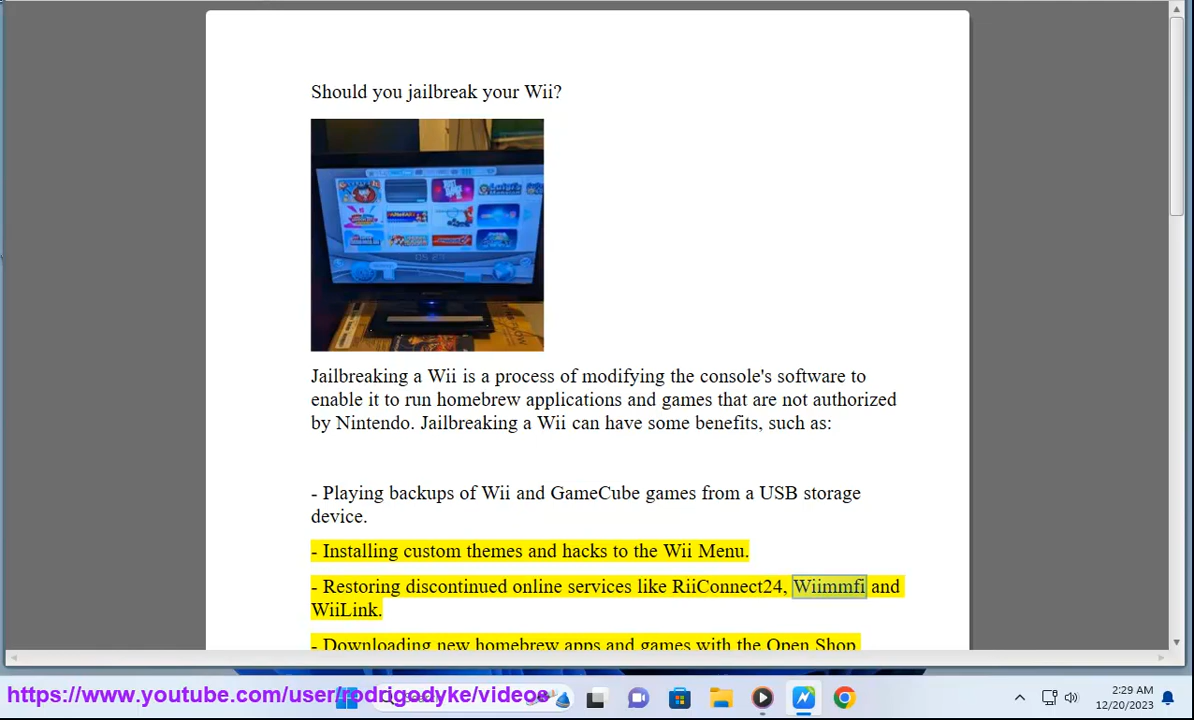 Should you jailbreak your Wii?
05:27
Jailbreaking a Wii is a process of modifying the console's software to
enable it to run homebrew applications and games that are not authorized
by Nintendo. Jailbreaking a Wii can have some benefits, such as:
- Playing backups of Wii and GameCube games from a USB storage
device.
- Installing custom themes and hacks to the Wii Menu.
- Restoring discontinued online services like RiiConnect24, Wiimmfi and
WiiLink.
- Downloading new homebrew apps and games with the Open Shop
https://www.youtube.com/user/rodrigodyke/videos
2:29 AM
12/20/2023